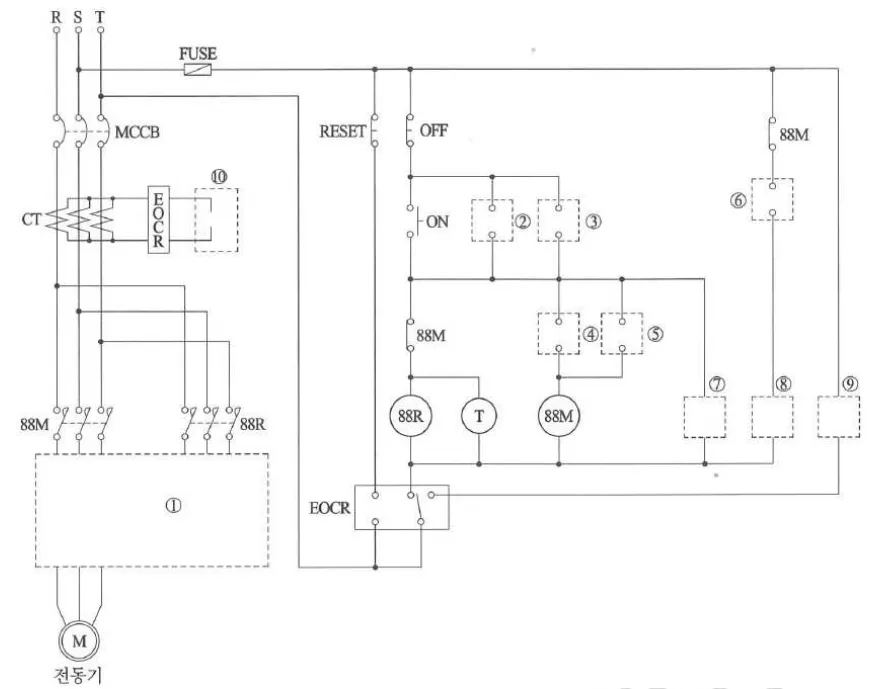 R S T
FUSE
MCCB
RESET
OFF
88M
⑩
⑥
CT
EOCR
ON
②
③
88M
④
⑤
⑦
⑧
⑨
88R
T
88M
88M
88R
EOCR
①
M
전동기